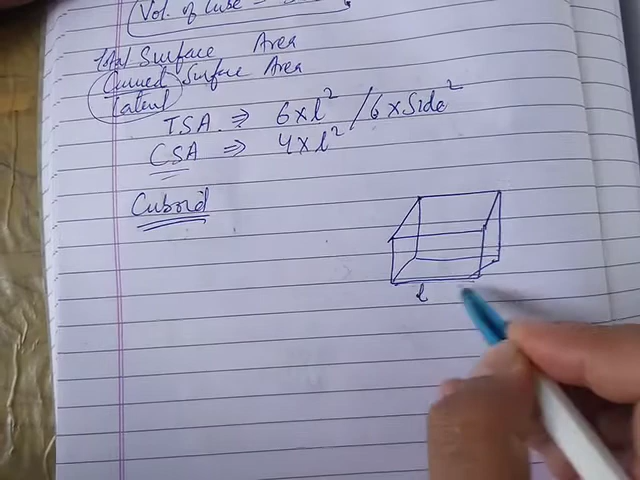 Vol. of Cube =
Total Surface Area
Curved Surface Area
Lateral
TSA ⇒ 6×l² / 6×Side²
CSA ⇒ 4×l²
Cuboid
l